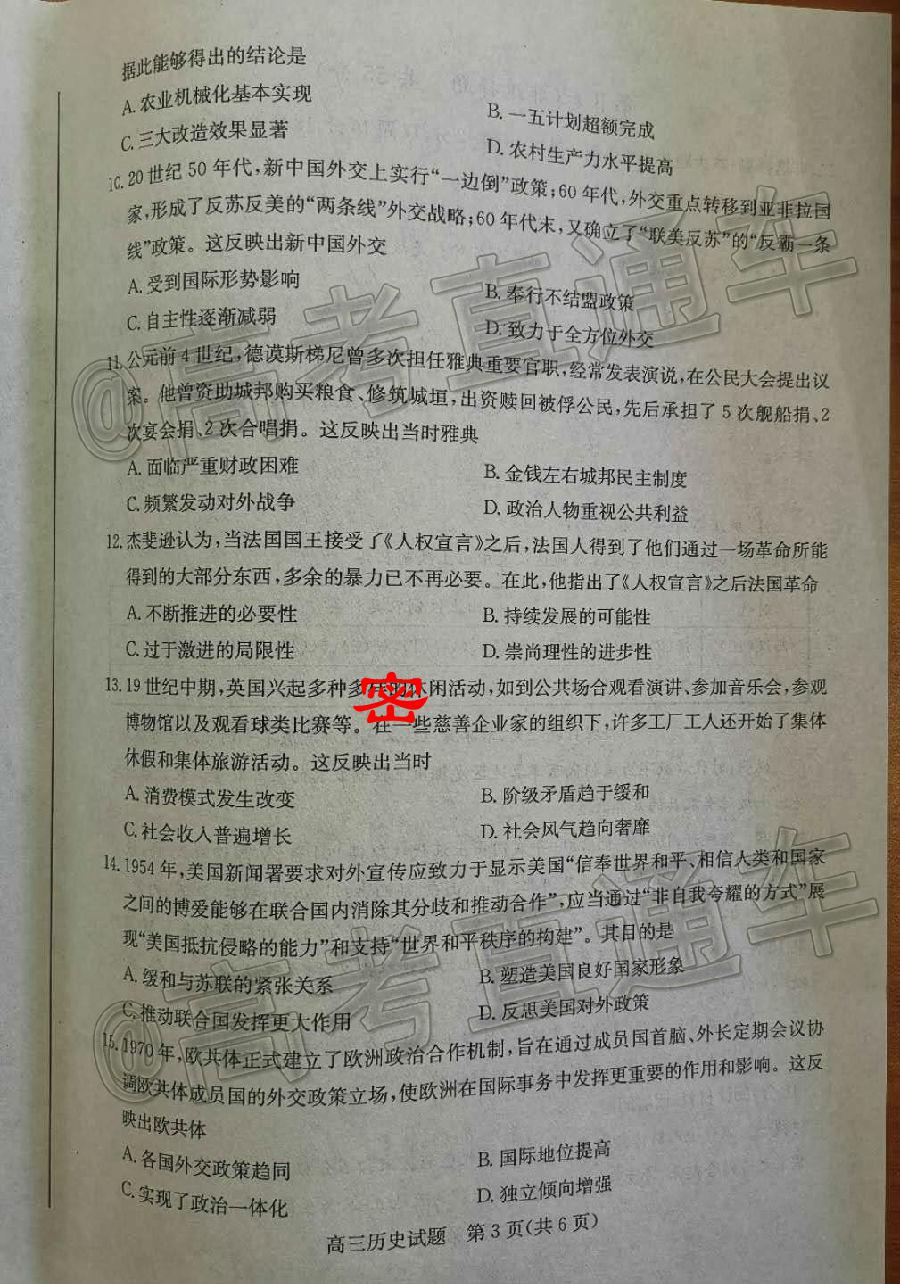 据此能够得出的结论是
A.农业机械化基本实现
B.一五计划超额完成
C.三大改造效果显著
D.农村生产力水平提高
10.20世纪50年代,新中国外交上实行“一边倒”政策;60年代,外交重点转移到亚非拉国
家,形成了反苏反美的“两条线”外交战略;60年代末,又确立了“联美反苏”的“反霸一条
线”政策。这反映出新中国外交
A.受到国际形势影响
B.奉行不结盟政策
C.自主性逐渐减弱
D.致力于全方位外交
11.公元前4世纪,德谟斯梯尼曾多次担任雅典重要官职,经常发表演说,在公民大会提出议
案。他曾资助城邦购买粮食、修筑城垣,出资赎回被俘公民,先后承担了5次舰船捐、2
次宴会捐、2次合唱捐。这反映出当时雅典
A.面临严重财政困难
B.金钱左右城邦民主制度
C.频繁发动对外战争
D.政治人物重视公共利益
12.杰斐逊认为,当法国国王接受了《人权宣言》之后,法国人得到了他们通过一场革命所能
得到的大部分东西,多余的暴力已不再必要。在此,他指出了《人权宣言》之后法国革命
A.不断推进的必要性
B.持续发展的可能性
C.过于激进的局限性
D.崇尚理性的进步性
13.19世纪中期,英国兴起多种多样的休闲活动,如到公共场合观看演讲、参加音乐会,参观
博物馆以及观看球类比赛等。在一些慈善企业家的组织下,许多工厂工人还开始了集体
休假和集体旅游活动。这反映出当时
密
A.消费模式发生改变
B.阶级矛盾趋于缓和
C.社会收入普遍增长
D.社会风气趋向奢靡
14.1954年,美国新闻署要求对外宣传应致力于显示美国“信奉世界和平、相信人类和国家
之间的博爱能够在联合国内消除其分歧和推动合作”,应当通过“非自我夸耀的方式”展
现“美国抵抗侵略的能力”和支持“世界和平秩序的构建”。其目的是
A.缓和与苏联的紧张关系
B.塑造美国良好国家形象
C.推动联合国发挥更大作用
D.反思美国对外政策
15.1970年,欧共体正式建立了欧洲政治合作机制,旨在通过成员国首脑、外长定期会议协
调欧共体成员国的外交政策立场,使欧洲在国际事务中发挥更重要的作用和影响。这反
映出欧共体
A.各国外交政策趋同
B.国际地位提高
C.实现了政治一体化
D.独立倾向增强
高三历史试题 第3页(共6页)
@高考直通车
@高考直通车